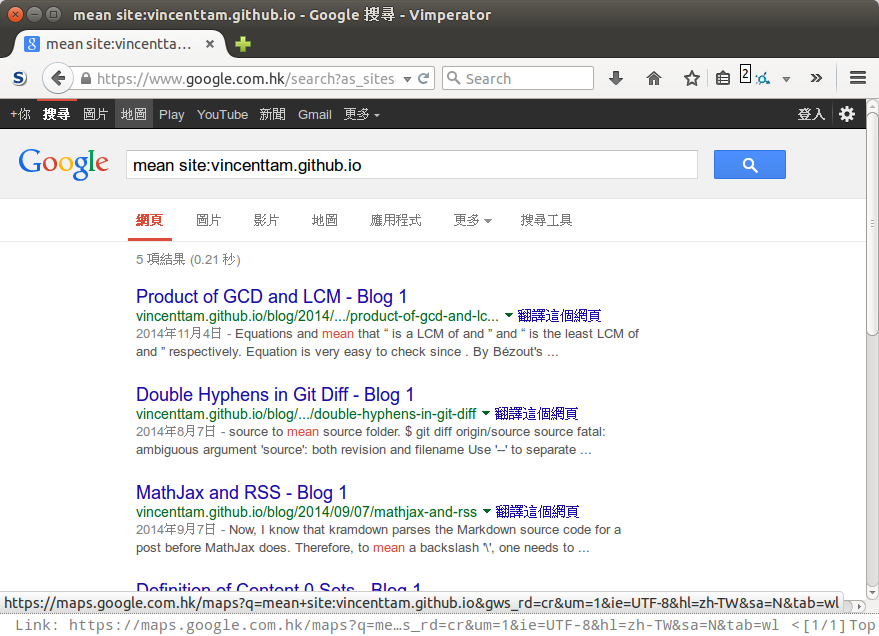 mean site:vincenttam.github.io - Google 搜尋 - Vimperator
mean site:vincentta...
https://www.google.com.hk/search?as_sites
Search
2
+你 搜尋 圖片 地圖 Play YouTube 新聞 Gmail 更多 登入
Google
mean site:vincenttam.github.io
網頁 圖片 影片 地圖 應用程式 更多 搜尋工具
5 項結果 (0.21 秒)
Product of GCD and LCM - Blog 1
vincenttam.github.io/blog/2014/.../product-of-gcd-and-lc... 翻譯這個網頁
2014年11月4日 - Equations and mean that “ is a LCM of and ” and “ is the least LCM of
and ” respectively. Equation is very easy to check since . By Bézout's ...
Double Hyphens in Git Diff - Blog 1
vincenttam.github.io/blog/.../double-hyphens-in-git-diff 翻譯這個網頁
2014年8月7日 - source to mean source folder. $ git diff origin/source source fatal:
ambiguous argument 'source': both revision and filename Use '--' to separate ...
MathJax and RSS - Blog 1
vincenttam.github.io/blog/2014/09/07/mathjax-and-rss 翻譯這個網頁
2014年9月7日 - Now, I know that kramdown parses the Markdown source code for a
post before MathJax does. Therefore, to mean a backslash '\', one needs to ...
Definition of Content 0 Sets - Blog 1
https://maps.google.com.hk/maps?q=mean+site:vincenttam.github.io&gws_rd=cr&um=1&ie=UTF-8&hl=zh-TW&sa=N&tab=wl
Link: https://maps.google.com.hk/maps?q=me…s_rd=cr&um=1&ie=UTF-8&hl=zh-TW&sa=N&tab=wl <[1/1]Top